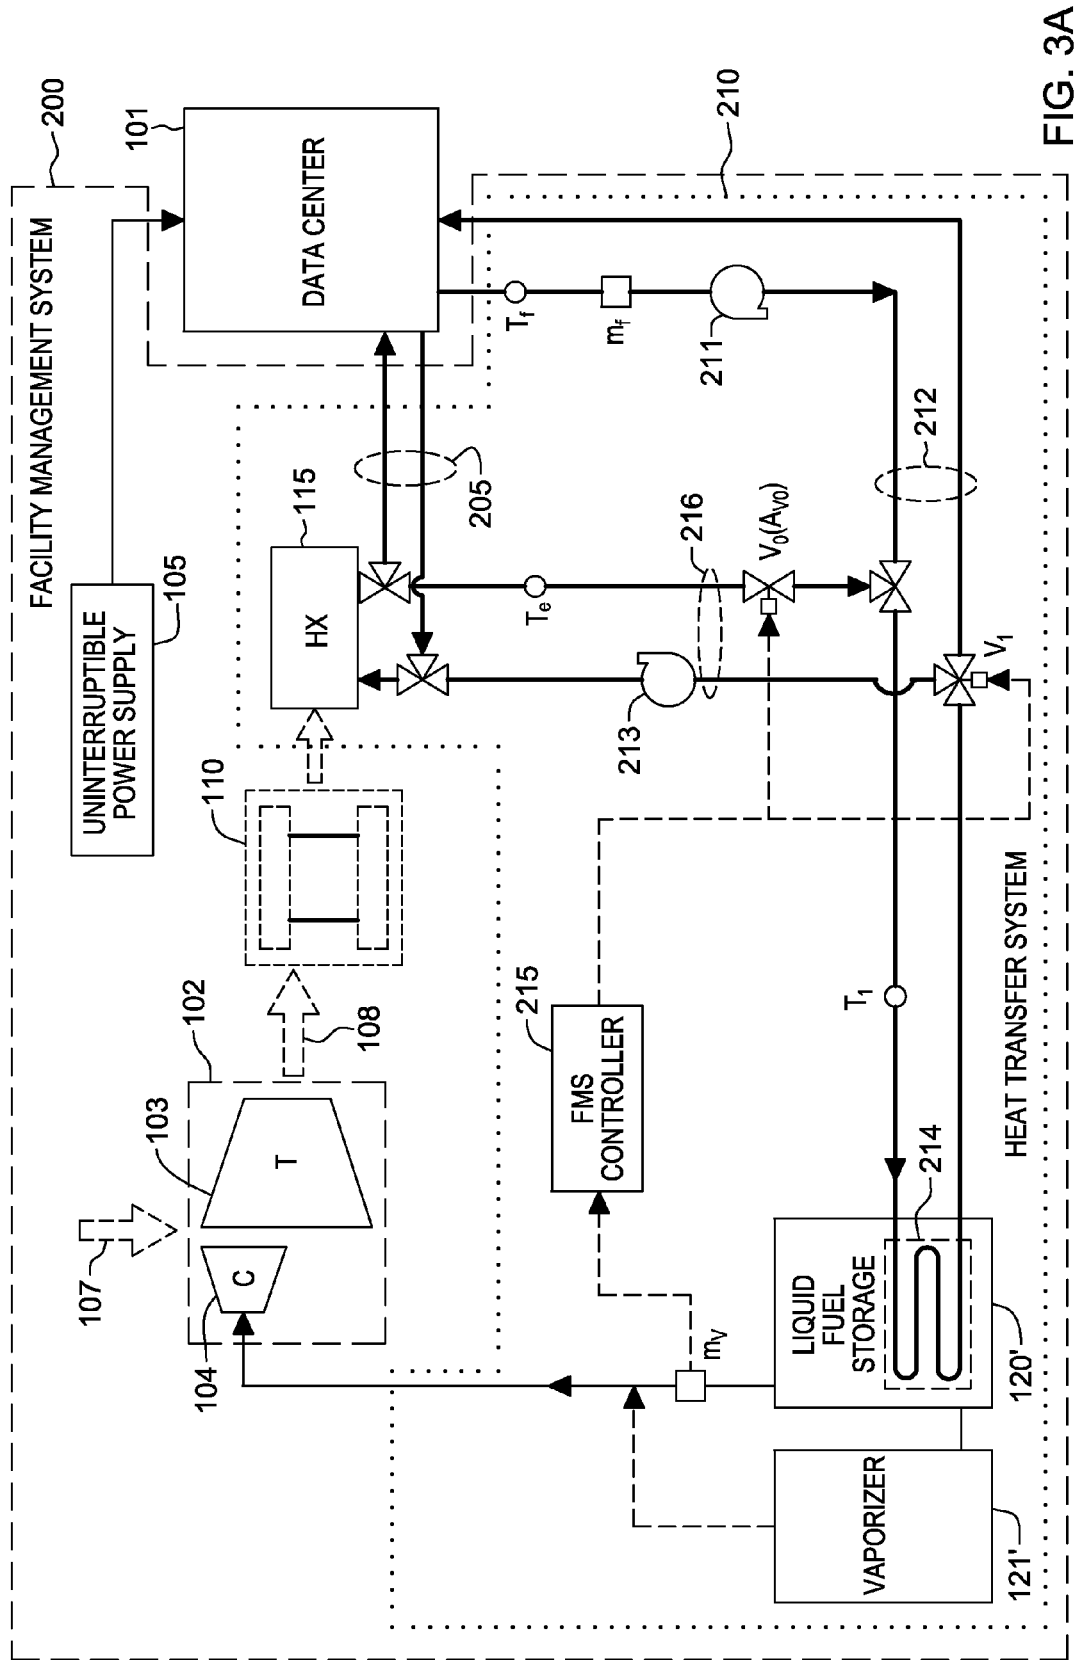 FACILITY MANAGEMENT SYSTEM
200
UNINTERRUPTIBLE
POWER SUPPLY
105
101
DATA CENTER
107
103
102
104
C
T
108
110
115
HX
205
Tf
mf
211
210
Te
216
V0(AV0)
212
213
V1
215
FMS
CONTROLLER
T1
HEAT TRANSFER SYSTEM
mV
LIQUID
FUEL
STORAGE
214
120'
VAPORIZER
121'
FIG. 3A